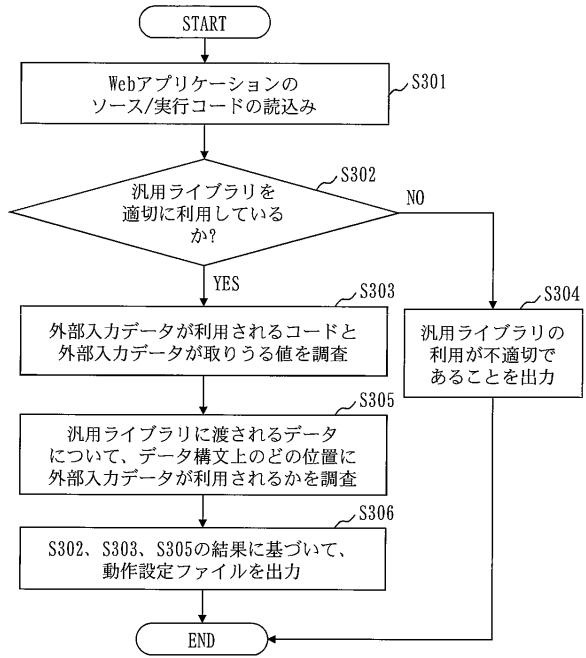 START
Webアプリケーションの
ソース/実行コードの読込み
S301
汎用ライブラリを
適切に利用している
か?
S302
NO
YES
S303
外部入力データが利用されるコードと
外部入力データが取りうる値を調査
S304
汎用ライブラリの
利用が不適切で
あることを出力
S305
汎用ライブラリに渡されるデータ
について、データ構文上のどの位置に
外部入力データが利用されるかを調査
S306
S302、S303、S305の結果に基づいて、
動作設定ファイルを出力
END